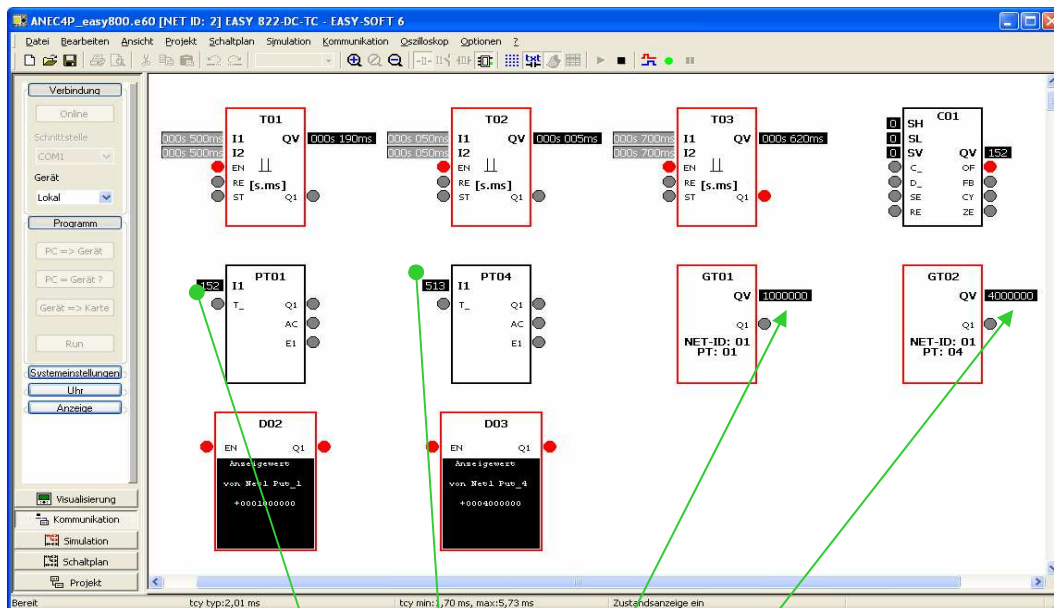 ANEC4P_easy800.e60 [NET ID: 2] EASY 822-DC-TC - EASY-SOFT 6
Datei Bearbeiten Ansicht Projekt Schaltplan Simulation Kommunikation Oszilloskop Optionen ?
Verbindung
Online
Schnittstelle
COM1
Gerät
Lokal
Programm
PC => Gerät
PC = Gerät ?
Gerät => Karte
Run
Systemeinstellungen
Uhr
Anzeige
Visualisierung
Kommunikation
Simulation
Schaltplan
Projekt
T01
000s 500ms I1 QV 000s 190ms
000s 500ms I2
EN
RE [s.ms]
ST Q1
T02
000s 050ms I1 QV 000s 005ms
000s 050ms I2
EN
RE [s.ms]
ST Q1
T03
000s 700ms I1 QV 000s 620ms
000s 700ms I2
EN
RE [s.ms]
ST Q1
C01
0 SH
0 SL
0 SV QV 152
C_ OF
D_ FB
SE CY
RE ZE
PT01
152 I1
T_ Q1
AC
E1
PT04
513 I1
T_ Q1
AC
E1
GT01
QV 1000000
Q1
NET-ID: 01
PT: 01
GT02
QV 4000000
Q1
NET-ID: 01
PT: 04
D02
EN Q1
Anzeigewert
von Net1 Put_1
+0001000000
D03
EN Q1
Anzeigewert
von Net1 Put_4
+0004000000
Bereit tcy typ:2,01 ms tcy min:1,70 ms, max:5,73 ms Zustandsanzeige ein